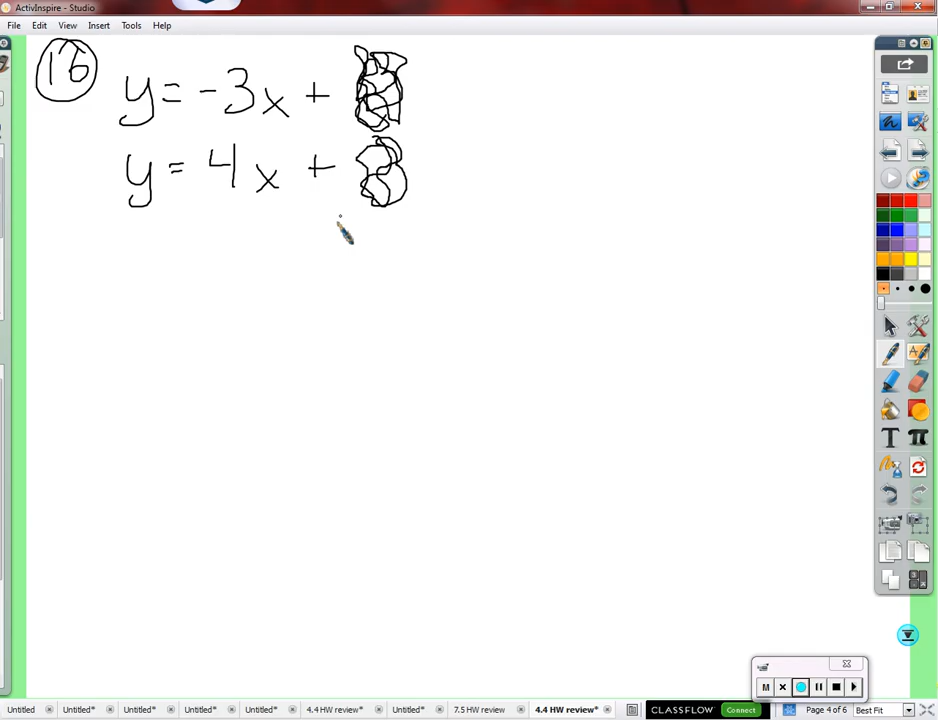 ActivInspire - Studio
File Edit View Insert Tools Help
16
y = -3x +
y = 4x +
Untitled Untitled* Untitled* Untitled* Untitled* 4.4 HW review* Untitled* 7.5 HW review 4.4 HW review* CLASSFLOW Connect Page 4 of 6 Best Fit